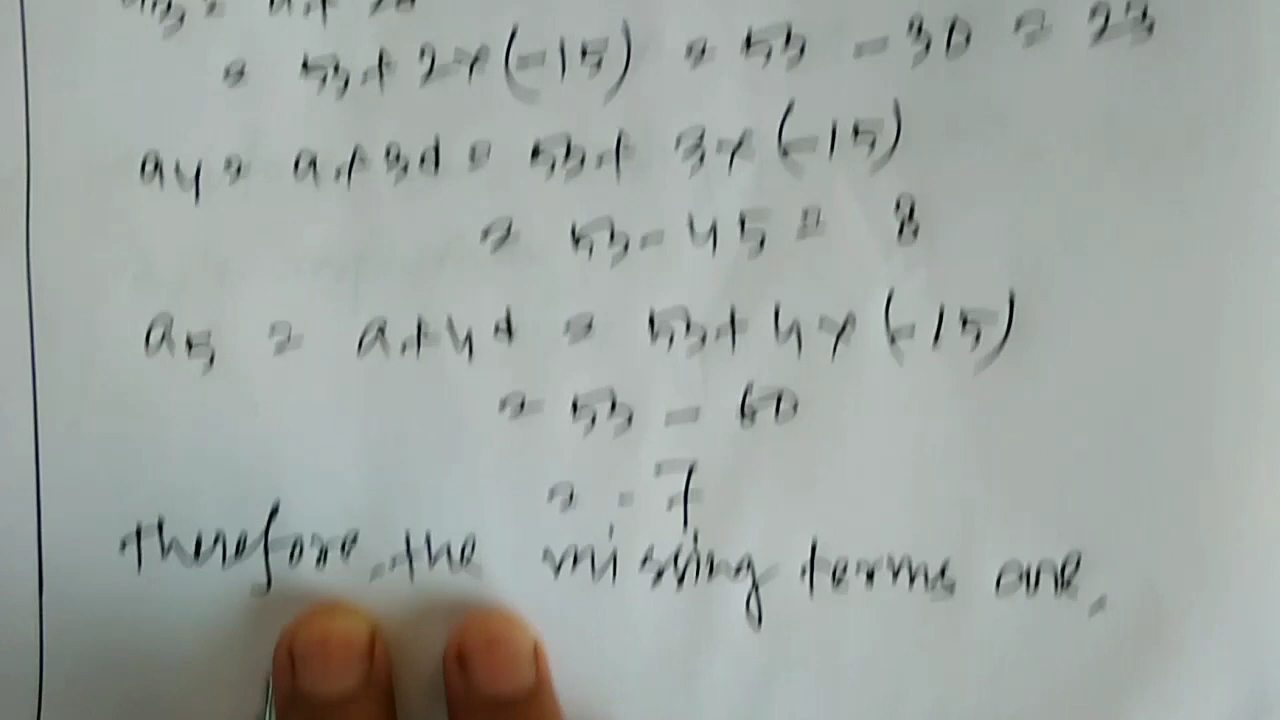 = 53 + 2 × (-15) = 53 - 30 = 23
a4 = a + 3d = 53 + 3 × (-15)
= 53 - 45 = 8
a5 = a + 4d = 53 + 4 × (-15)
= 53 - 60
= -7
therefore, the missing terms are,